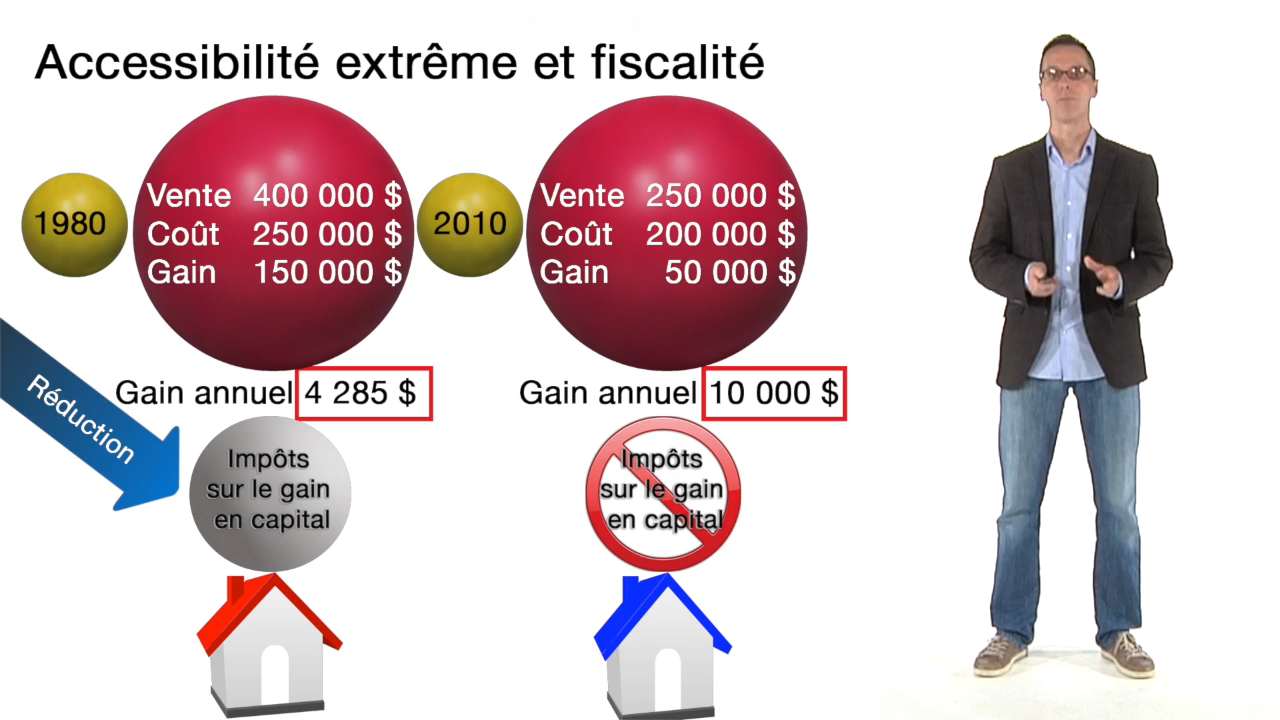 Accessibilité extrême et fiscalité
1980
Vente 400 000 $
Coût 250 000 $
Gain 150 000 $
2010
Vente 250 000 $
Coût 200 000 $
Gain 50 000 $
Réduction
Gain annuel 4 285 $
Gain annuel 10 000 $
Impôts
sur le gain
en capital
Impôts
sur le gain
en capital